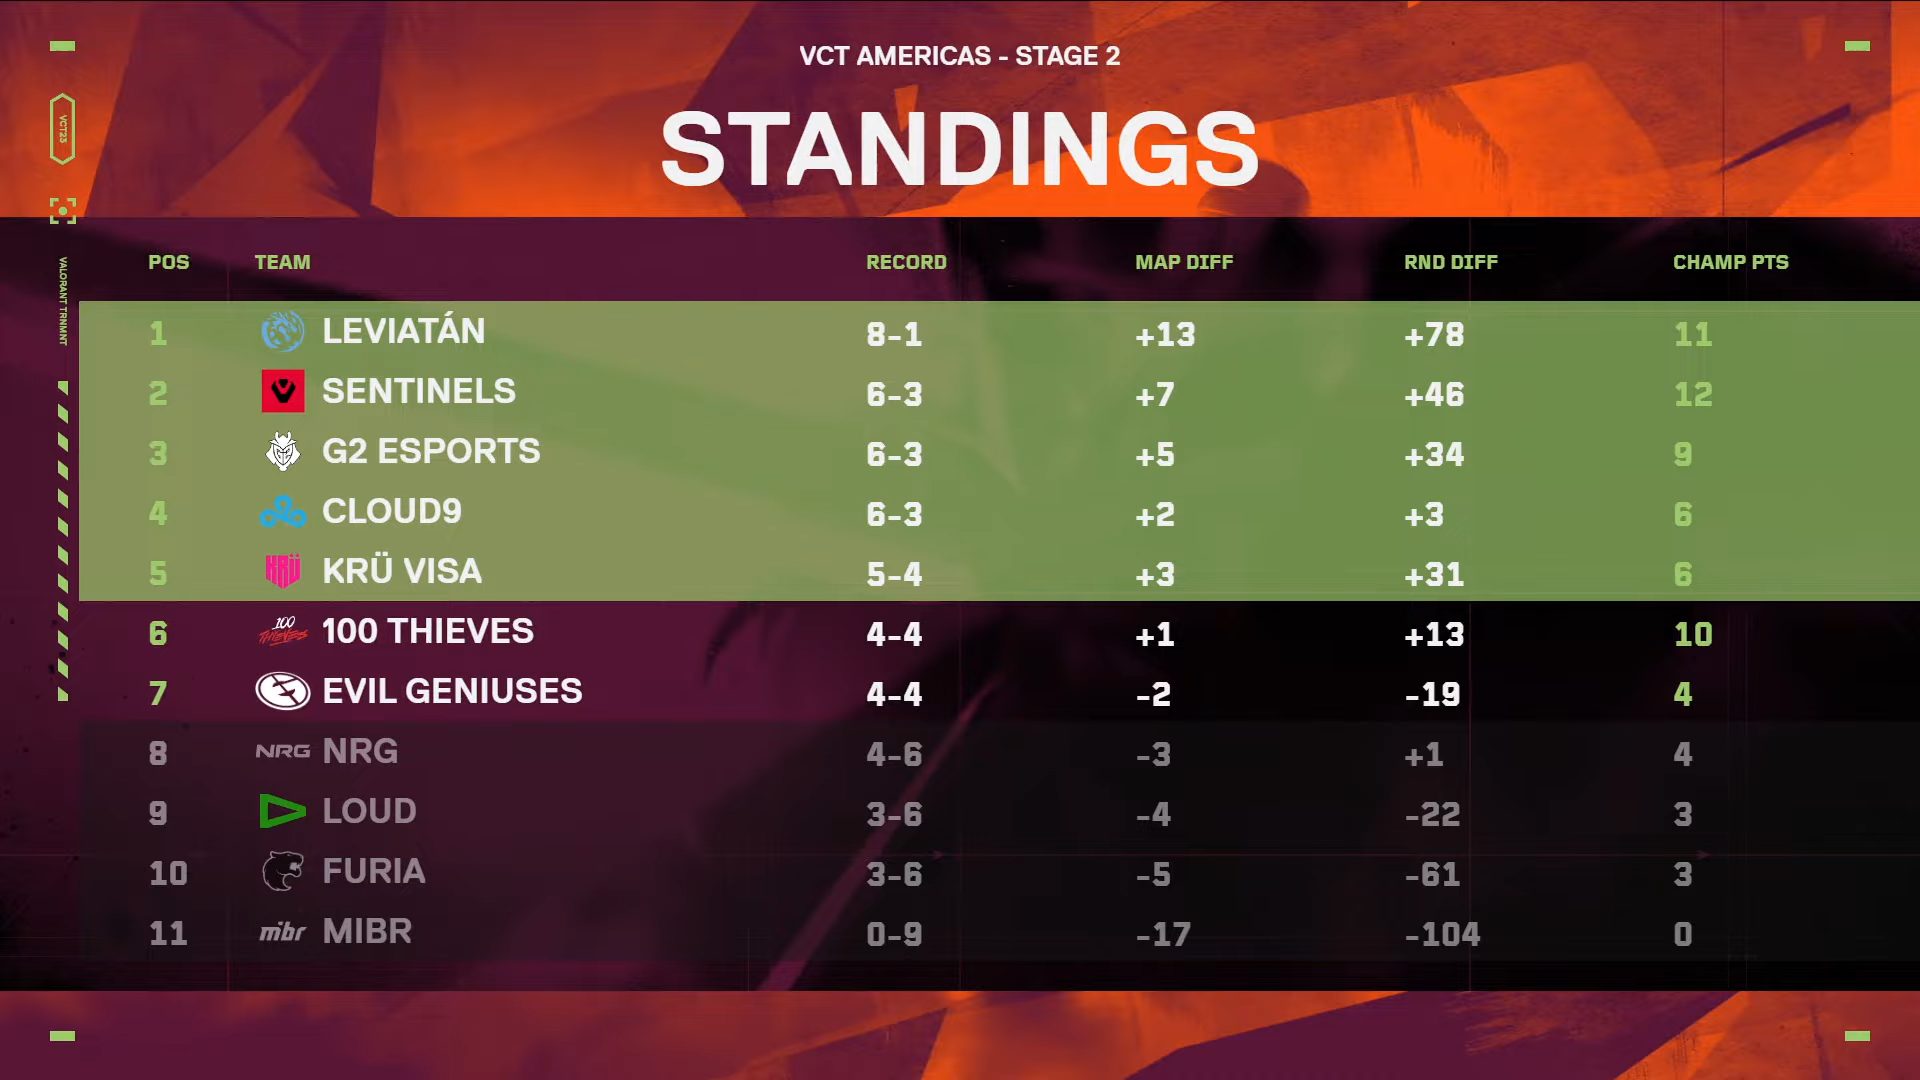 VCT AMERICAS - STAGE 2
STANDINGS
VCT23
VALORANT TRNMNT
POS TEAM RECORD MAP DIFF RND DIFF CHAMP PTS
1 LEVIATÁN 8-1 +13 +78 11
2 SENTINELS 6-3 +7 +46 12
3 G2 ESPORTS 6-3 +5 +34 9
4 CLOUD9 6-3 +2 +3 6
5 KRÜ KRÜ VISA 5-4 +3 +31 6
6 100 THIEVES 100 THIEVES 4-4 +1 +13 10
7 EVIL GENIUSES 4-4 -2 -19 4
8 NRG NRG 4-6 -3 +1 4
9 LOUD 3-6 -4 -22 3
10 FURIA 3-6 -5 -61 3
11 mibr MIBR 0-9 -17 -104 0